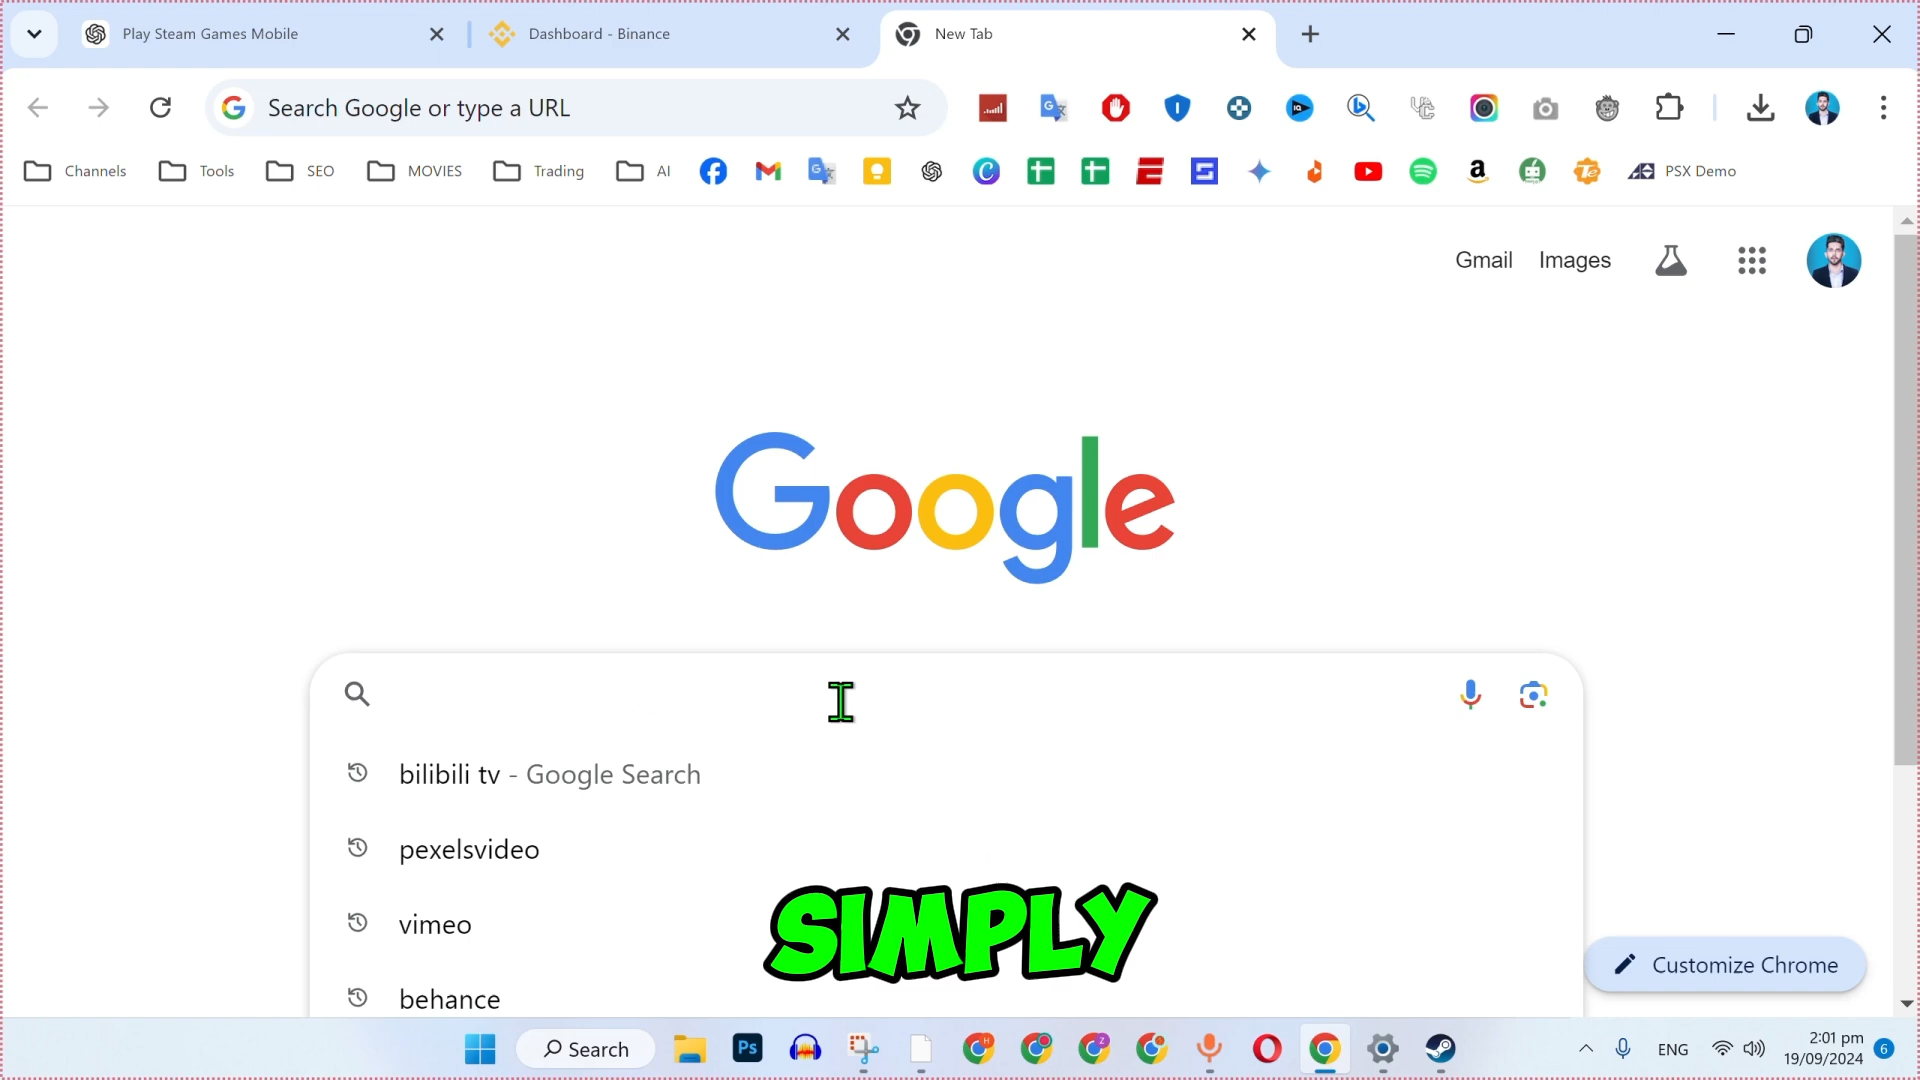 Play Steam Games Mobile
Dashboard - Binance
New Tab
Search Google or type a URL
Channels
Tools
SEO
MOVIES
Trading
AI
PSX Demo
Gmail
Images
Google
bilibili tv - Google Search
pexelsvideo
vimeo
behance
SIMPLY
Customize Chrome
Search
ENG
2:01 pm
19/09/2024
6